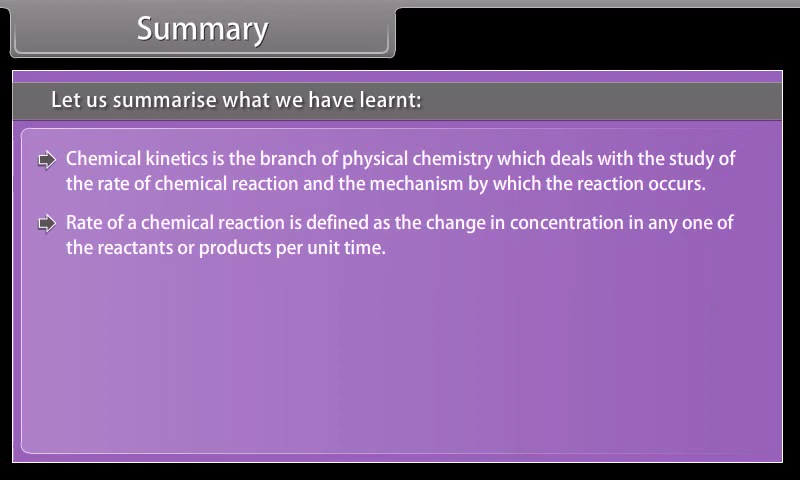 Summary
Let us summarise what we have learnt:
Chemical kinetics is the branch of physical chemistry which deals with the study of
the rate of chemical reaction and the mechanism by which the reaction occurs.
Rate of a chemical reaction is defined as the change in concentration in any one of
the reactants or products per unit time.